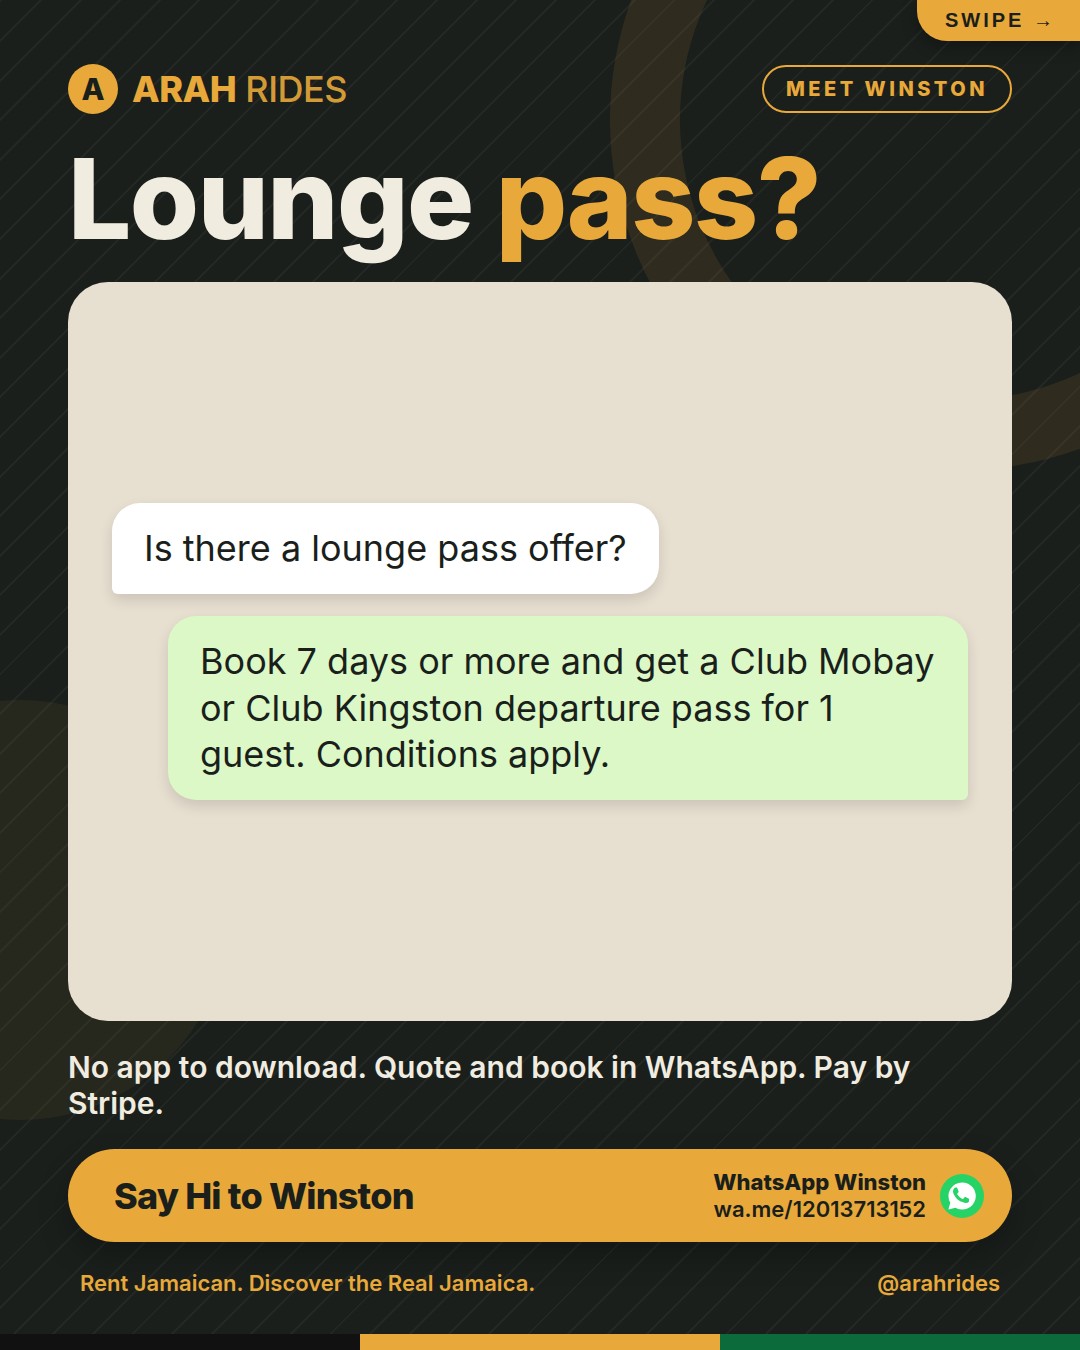 SWIPE →
A ARAH RIDES
MEET WINSTON
Lounge pass?
Is there a lounge pass offer?
Book 7 days or more and get a Club Mobay
or Club Kingston departure pass for 1
guest. Conditions apply.
No app to download. Quote and book in WhatsApp. Pay by
Stripe.
Say Hi to Winston
WhatsApp Winston
wa.me/12013713152
Rent Jamaican. Discover the Real Jamaica.
@arahrides